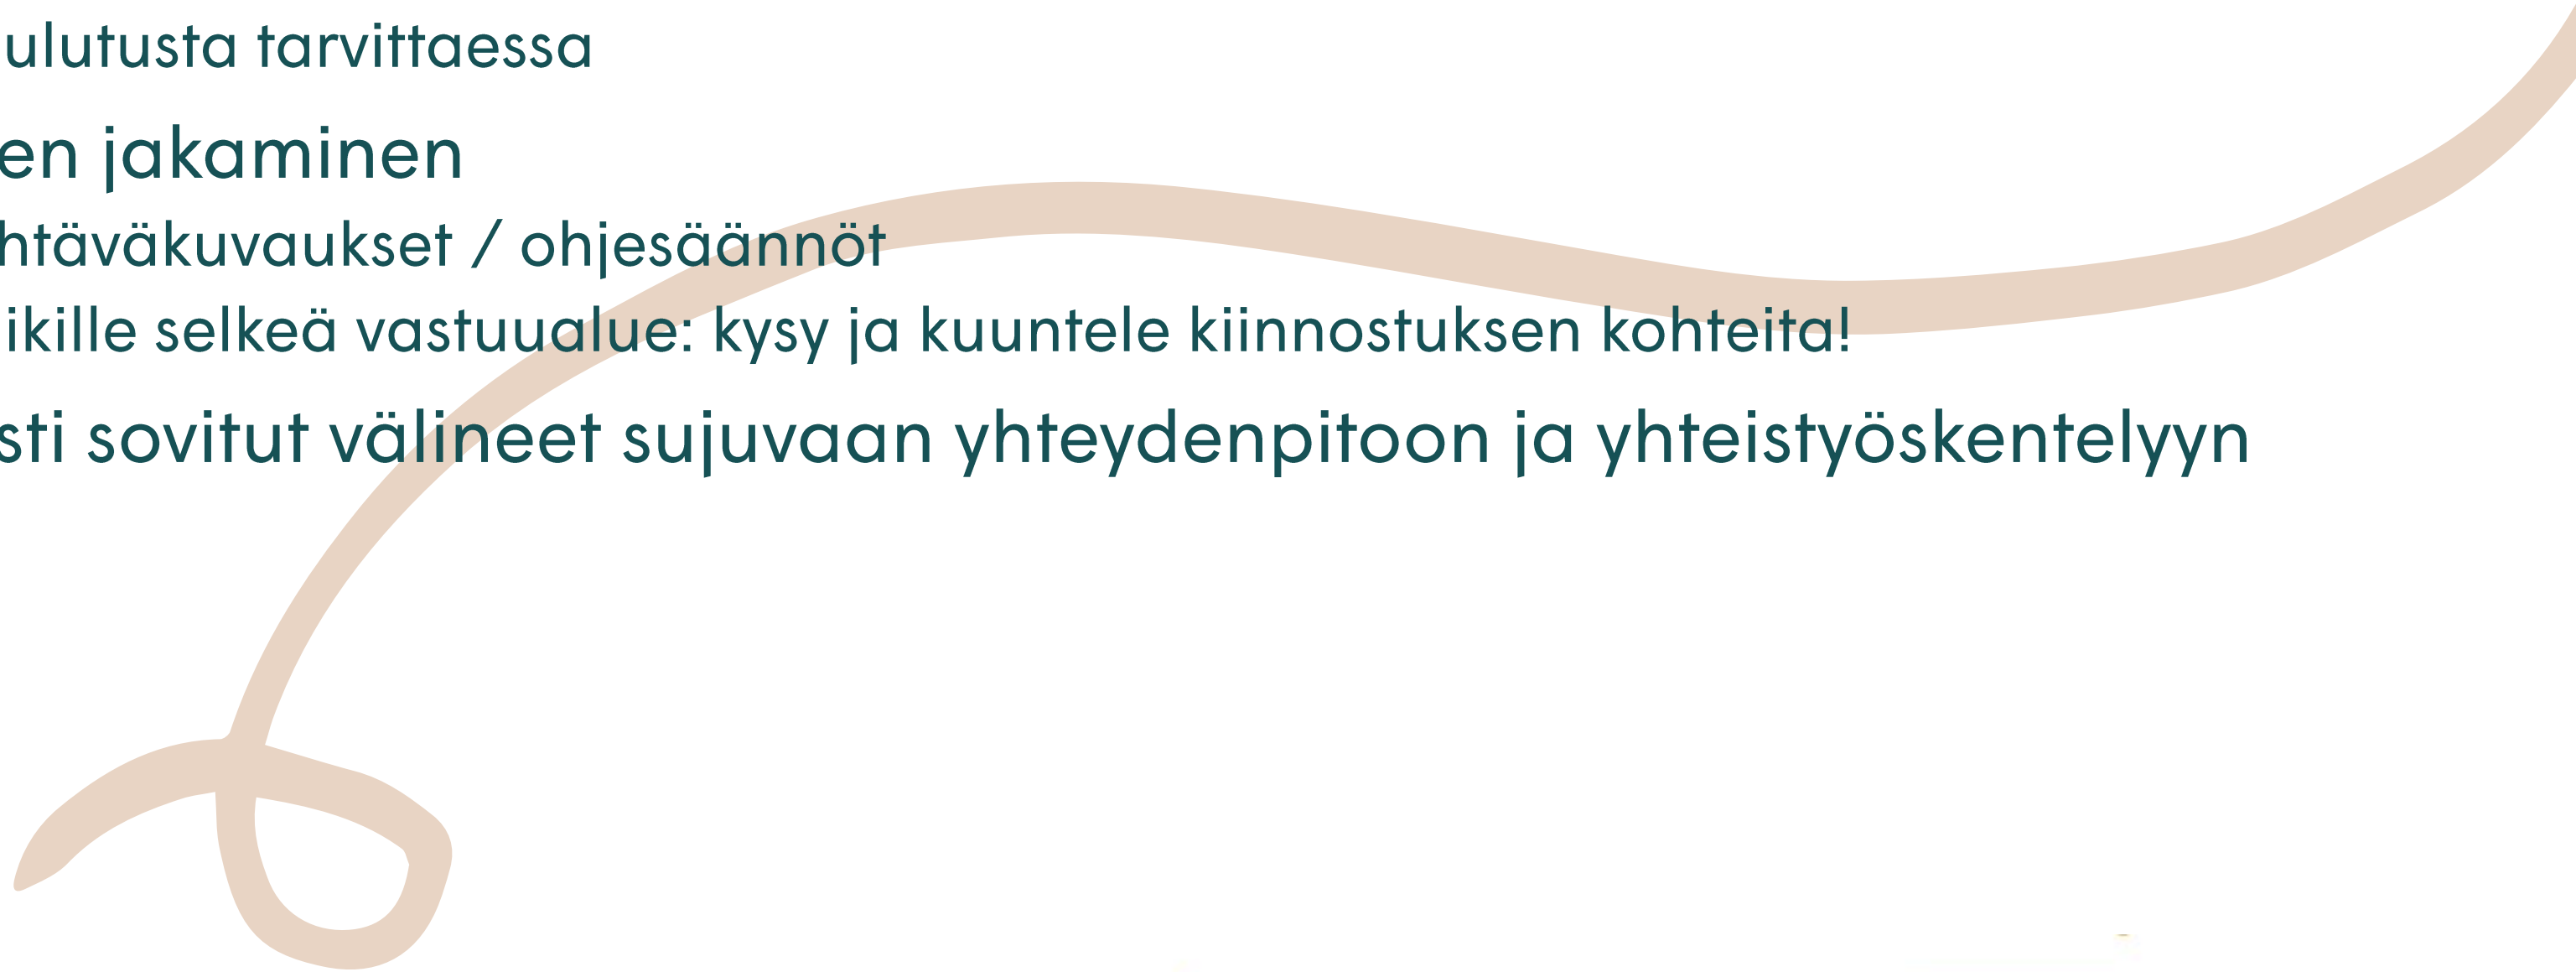 ulutusta tarvittaessa
en jakaminen
htäväkuvaukset / ohjesäännöt
ikille selkeä vastuualue: kysy ja kuuntele kiinnostuksen kohteita!
sti sovitut välineet sujuvaan yhteydenpitoon ja yhteistyöskentelyyn